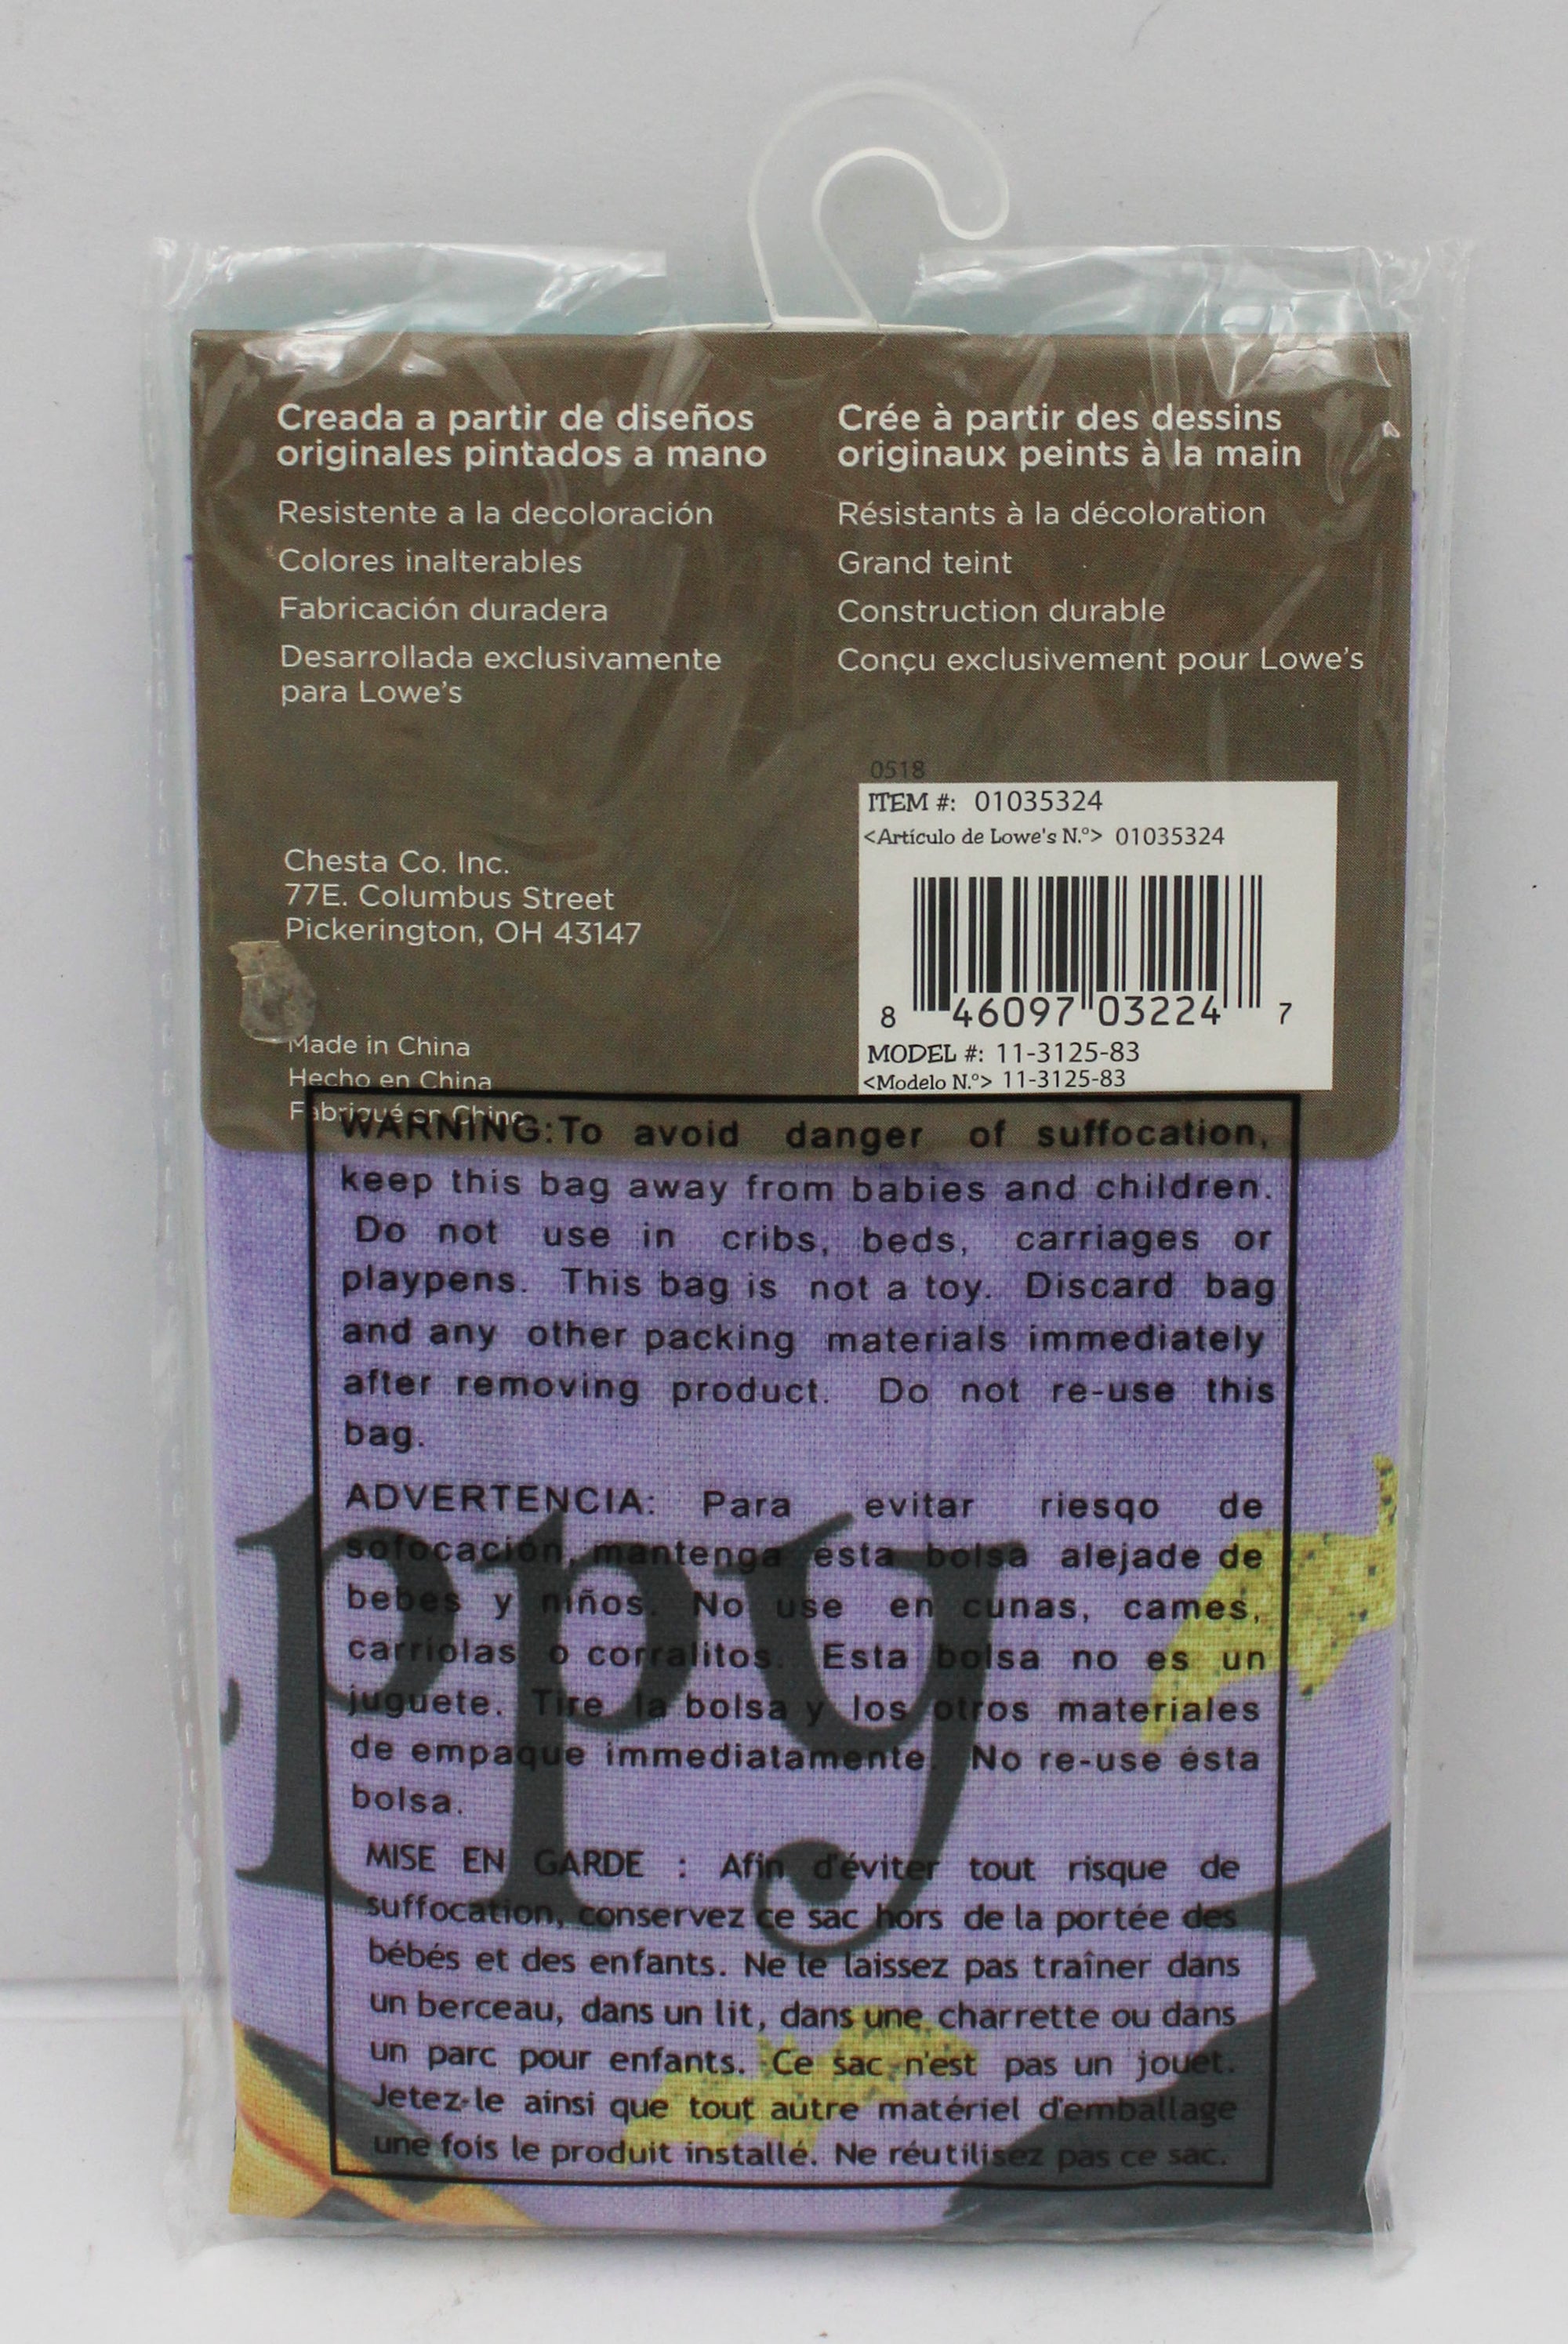 Creada a partir de diseños
originales pintados a mano
Resistente a la decoloración
Colores inalterables
Fabricación duradera
Desarrollada exclusivamente
para Lowe's
Crée à partir des dessins
originaux peints à la main
Résistants à la décoloration
Grand teint
Construction durable
Conçu exclusivement pour Lowe's
Chesta Co. Inc.
77E. Columbus Street
Pickerington, OH 43147
Made in China
Hecho en China
Fabriqué en Chine
0518
ITEM #: 01035324
<Artículo de Lowe's N.º> 01035324
8 46097 03224 7
MODEL #: 11-3125-83
<Modelo N.º> 11-3125-83
WARNING:To avoid danger of suffocation,
keep this bag away from babies and children.
Do not use in cribs, beds, carriages or
playpens. This bag is not a toy. Discard bag
and any other packing materials immediately
after removing product. Do not re-use this
bag.
ADVERTENCIA: Para evitar riesqo de
sofocación, mantenga ésta bolsa alejade de
bebes y niños. No use en cunas, cames,
carriolas o corralitos. Esta bolsa no es un
juguete. Tire la bolsa y los otros materiales
de empaque immediatamente. No re-use ésta
bolsa.
MISE EN GARDE : Afin d'éviter tout risque de
suffocation, conservez ce sac hors de la portée des
bébés et des enfants. Ne le laissez pas traîner dans
un berceau, dans un lit, dans une charrette ou dans
un parc pour enfants. Ce sac n'est pas un jouet.
Jetez-le ainsi que tout autre matériel d'emballage
une fois le produit installé. Ne réutilisez pas ce sac.
ppy